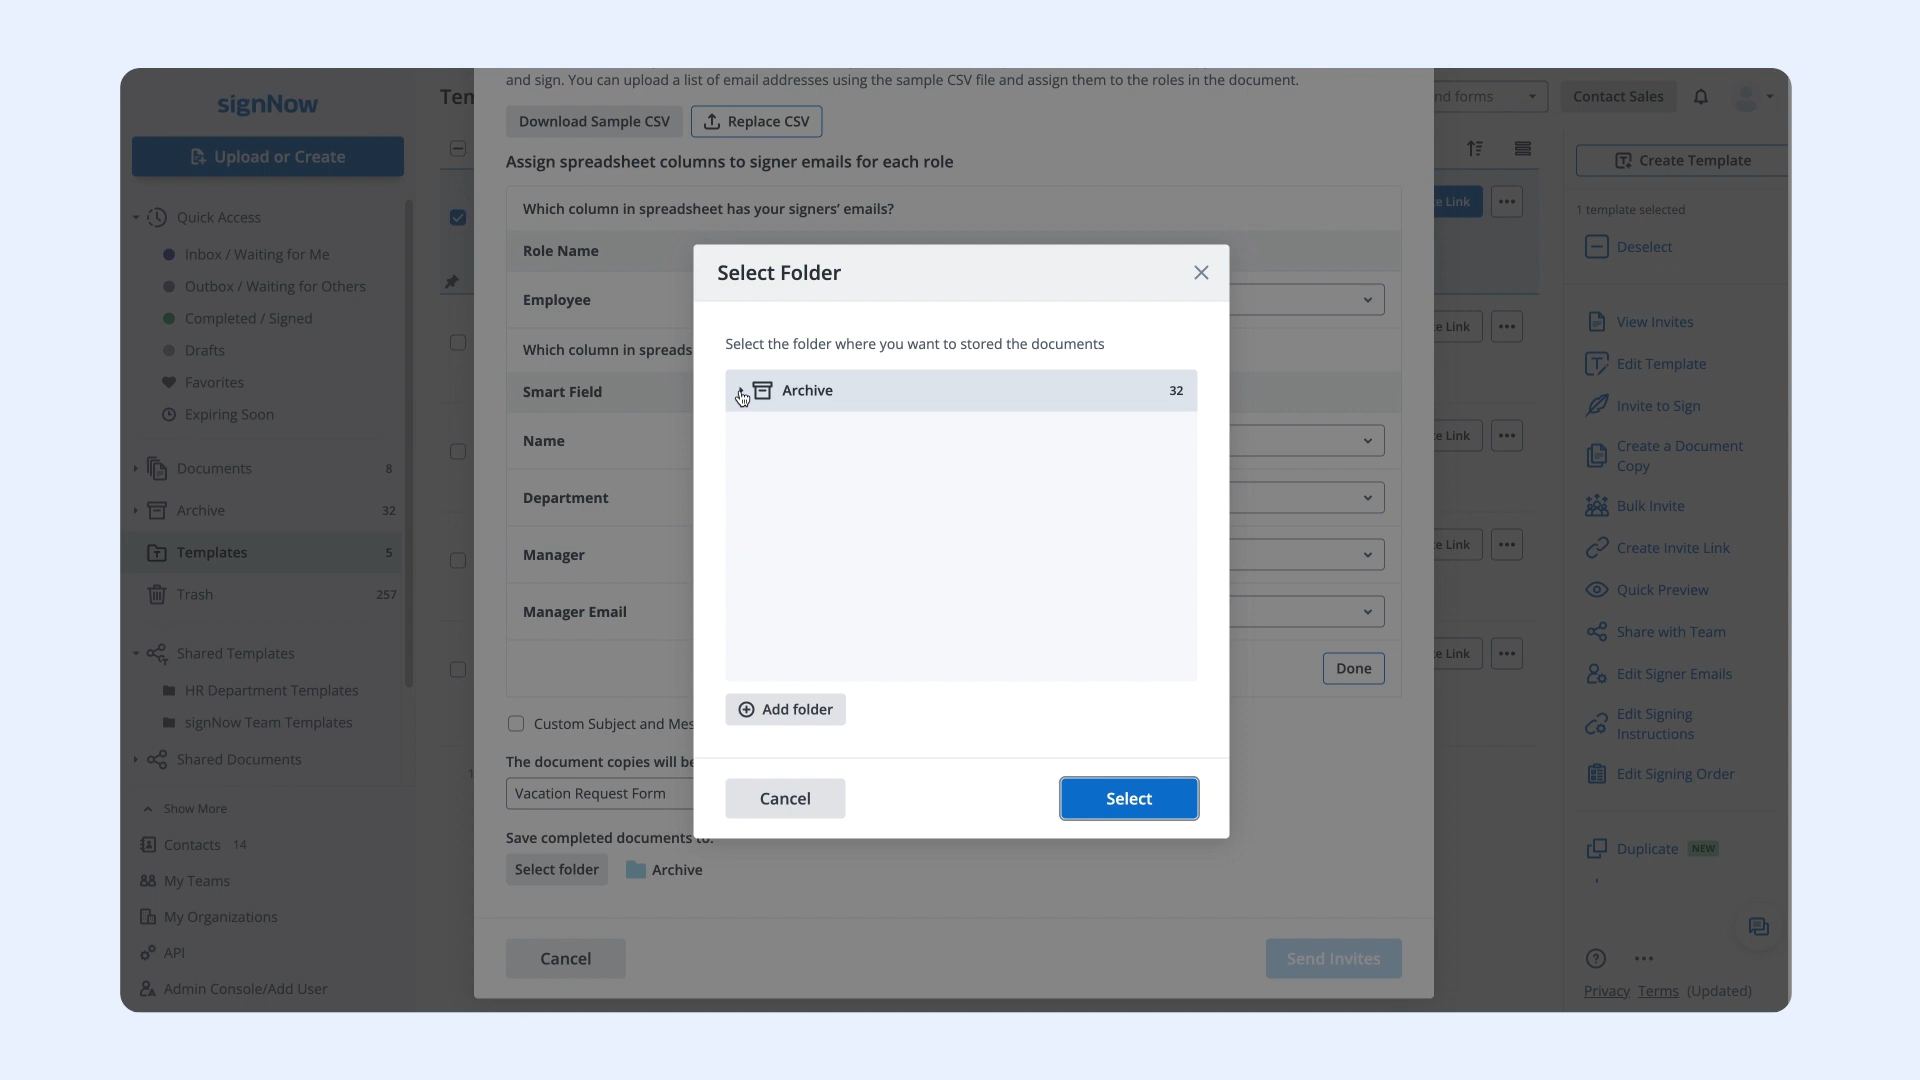 signNow
Upload or Create
Quick Access
Inbox / Waiting for Me
Outbox / Waiting for Others
Completed / Signed
Drafts
Favorites
Expiring Soon
Documents 8
Archive 32
Templates 5
Trash 257
Shared Templates
HR Department Templates
signNow Team Templates
Shared Documents
Show More
Contacts 14
My Teams
My Organizations
API
Admin Console/Add User
Tem
and sign. You can upload a list of email addresses using the sample CSV file and assign them to the roles in the document.
Download Sample CSV
Replace CSV
Assign spreadsheet columns to signer emails for each role
Which column in spreadsheet has your signers’ emails?
Role Name
Employee
Which column in spreads
Smart Field
Name
Department
Manager
Manager Email
Done
Custom Subject and Mes
The document copies will be
Vacation Request Form
Save completed documents to:
Select folder
Archive
Cancel
Send Invites
Select Folder
Select the folder where you want to stored the documents
Archive 32
Add folder
Cancel
Select
nd forms
Contact Sales
e Link
e Link
e Link
e Link
e Link
Create Template
1 template selected
Deselect
View Invites
Edit Template
Invite to Sign
Create a Document
Copy
Bulk Invite
Create Invite Link
Quick Preview
Share with Team
Edit Signer Emails
Edit Signing
Instructions
Edit Signing Order
Duplicate NEW
Privacy Terms (Updated)